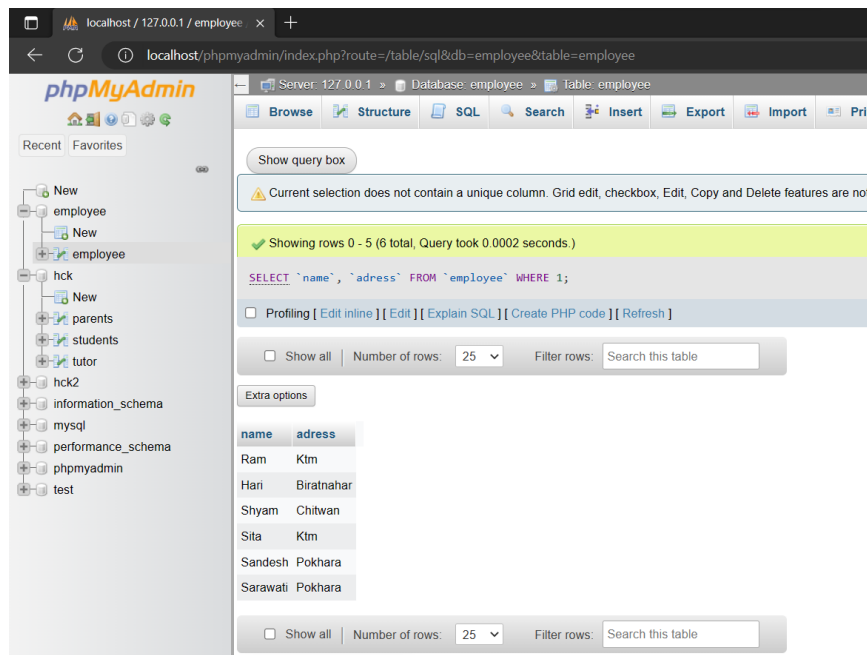 localhost / 127.0.0.1 / employee
localhost/phpmyadmin/index.php?route=/table/sql&db=employee&table=employee
phpMyAdmin
Recent Favorites
New
employee
New
employee
hck
New
parents
students
tutor
hck2
information_schema
mysql
performance_schema
phpmyadmin
test
Server: 127.0.0.1 » Database: employee » Table: employee
Browse Structure SQL Search Insert Export Import Pri
Show query box
Current selection does not contain a unique column. Grid edit, checkbox, Edit, Copy and Delete features are no
Showing rows 0 - 5 (6 total, Query took 0.0002 seconds.)
SELECT `name`, `adress` FROM `employee` WHERE 1;
Profiling [ Edit inline ] [ Edit ] [ Explain SQL ] [ Create PHP code ] [ Refresh ]
Show all | Number of rows: 25 Filter rows: Search this table
Extra options
name adress
Ram Ktm
Hari Biratnahar
Shyam Chitwan
Sita Ktm
Sandesh Pokhara
Sarawati Pokhara
Show all | Number of rows: 25 Filter rows: Search this table